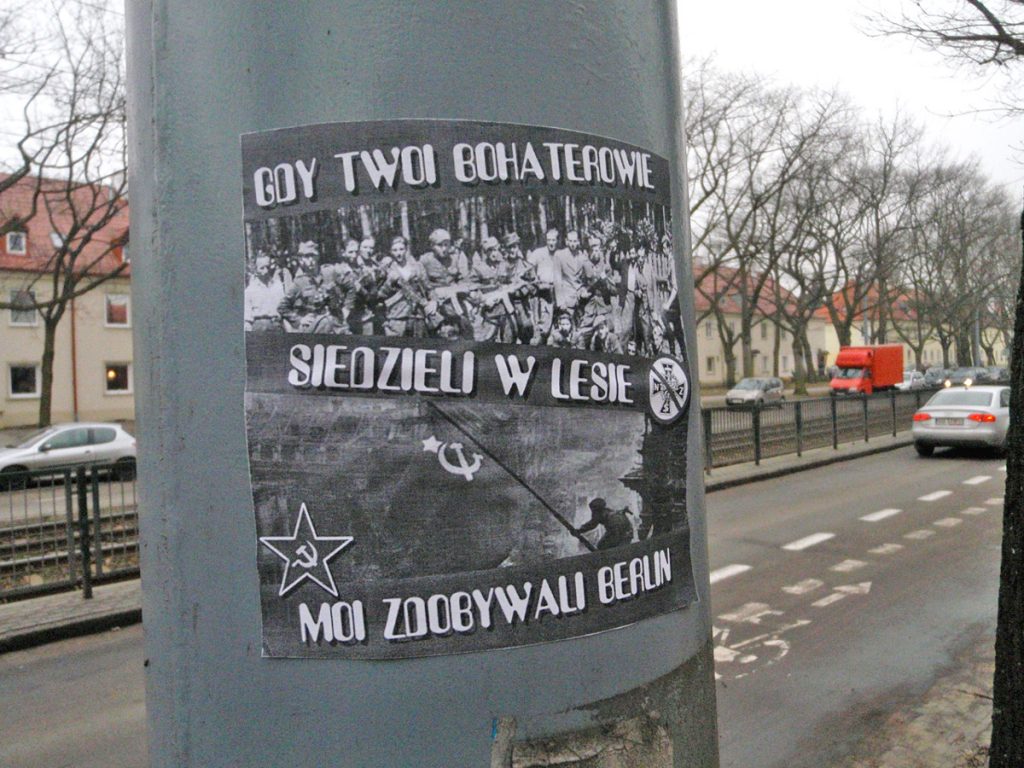 GDY TWOI BOHATEROWIE
SIEDZIELI W LESIE
MOI ZDOBYWALI BERLIN